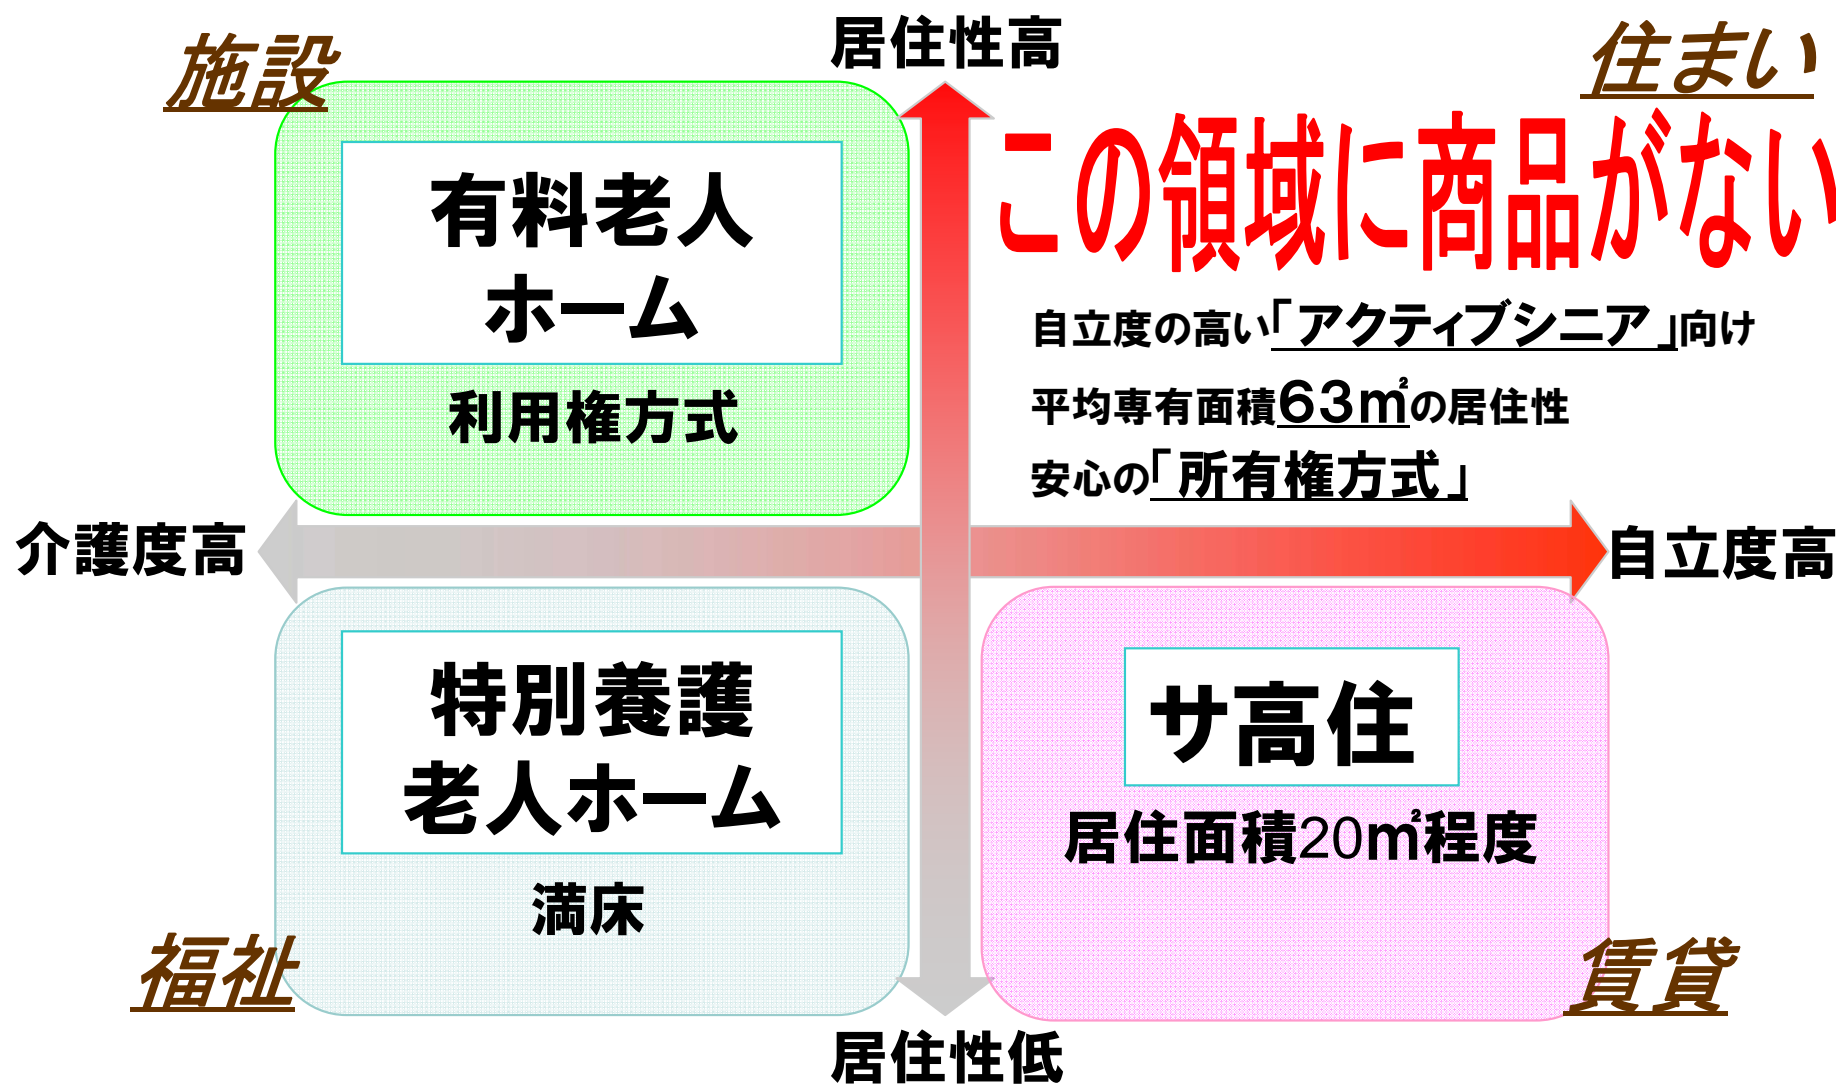 施設
居住性高
住まい
有料老人
ホーム
利用権方式
この領域に商品がない
自立度の高い「アクティブシニア」向け
平均専有面積63㎡の居住性
安心の「所有権方式」
介護度高
自立度高
特別養護
老人ホーム
満床
サ高住
居住面積20㎡程度
福祉
賃貸
居住性低